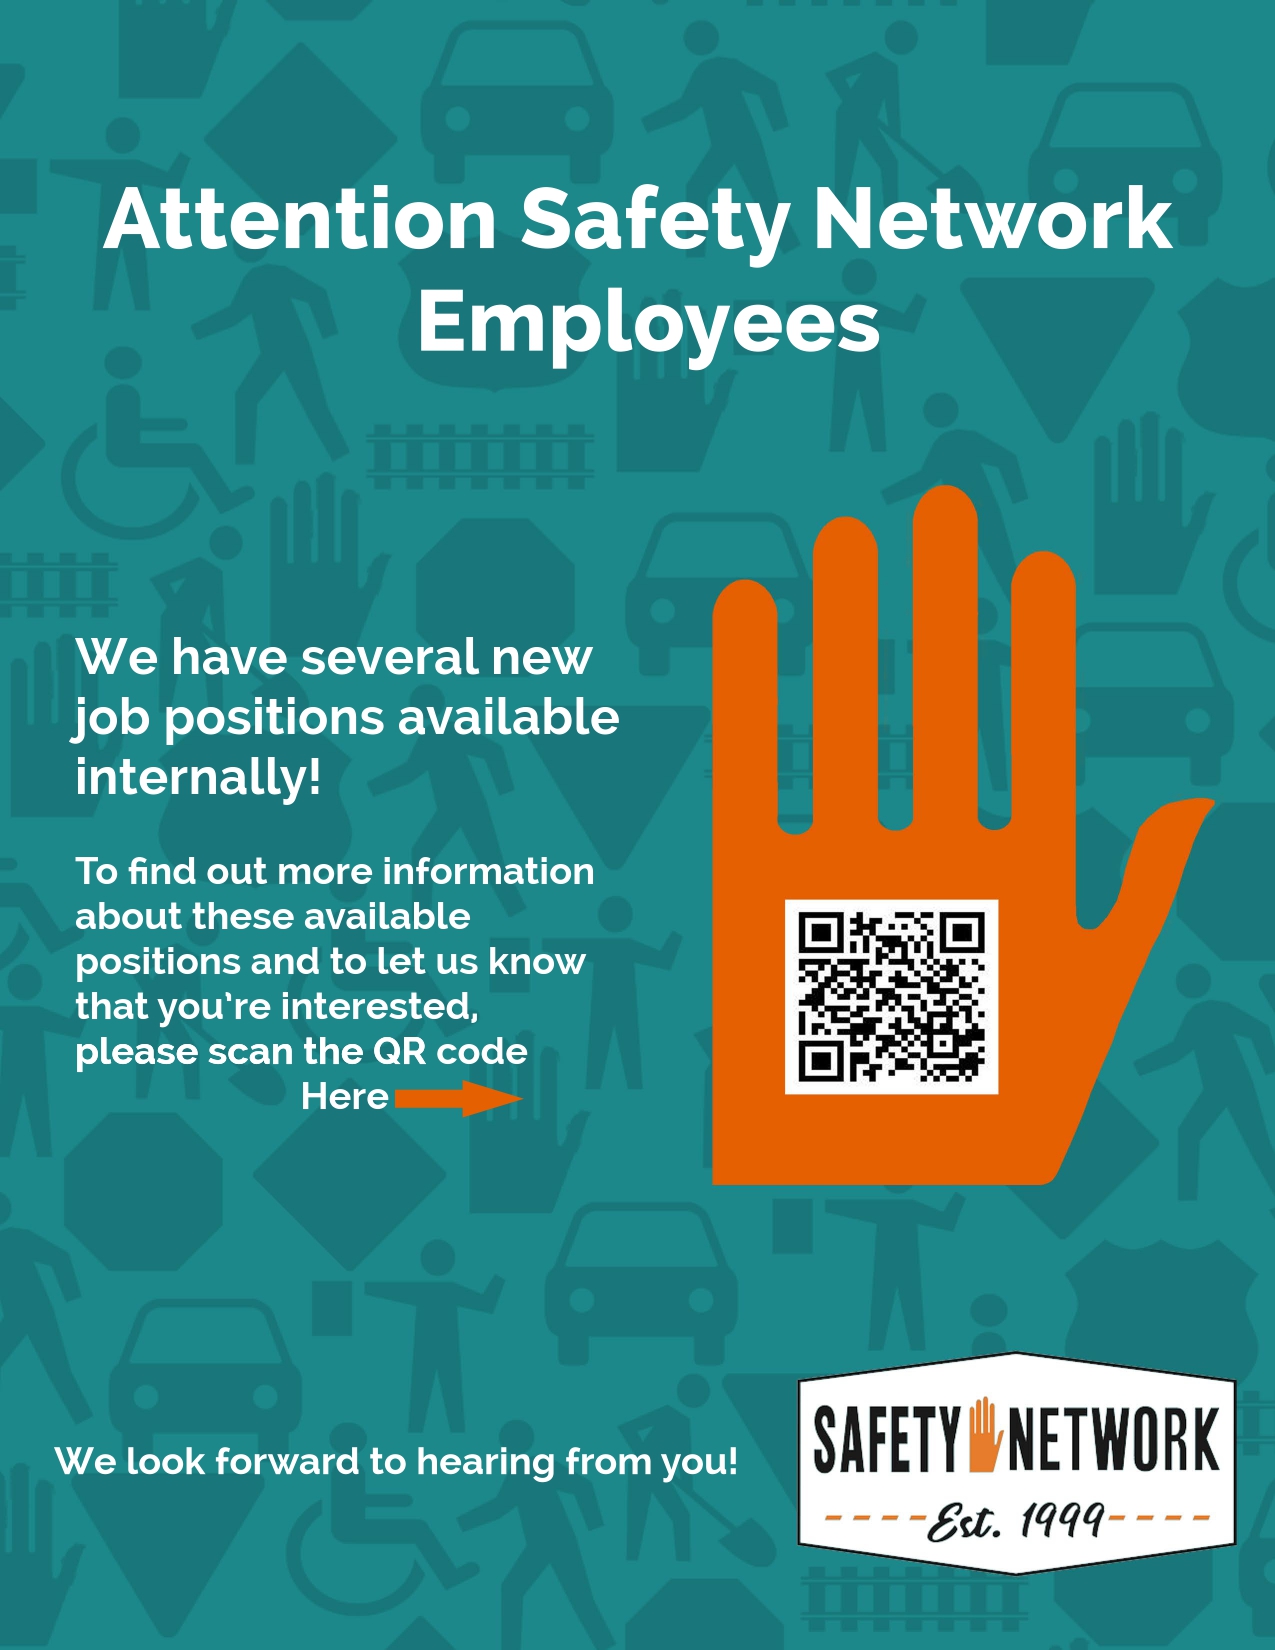 Attention Safety Network
Employees
We have several new
job positions available
internally!
To find out more information
about these available
positions and to let us know
that you're interested,
please scan the QR code
Here
We look forward to hearing from you!
SAFETY NETWORK
Est. 1999